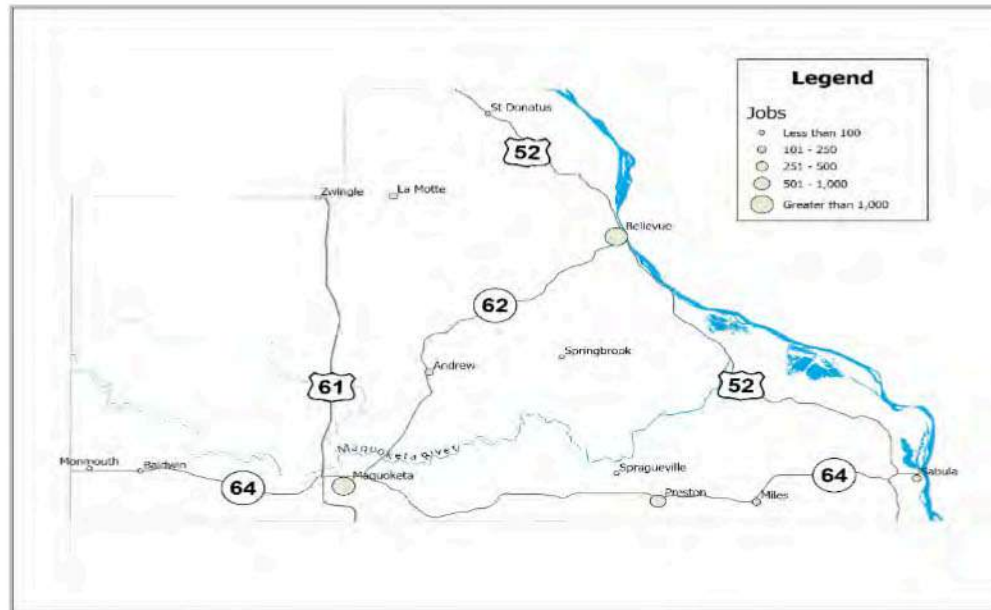 Legend
Jobs
Less than 100
101 - 250
251 - 500
501 - 1,000
Greater than 1,000
St Donatus
52
Zwingle
La Motte
Bellevue
62
Springbrook
Andrew
61
52
Maquoketa River
Monmouth
Baldwin
64
Maquoketa
Spragueville
Preston
Miles
64
Sabula